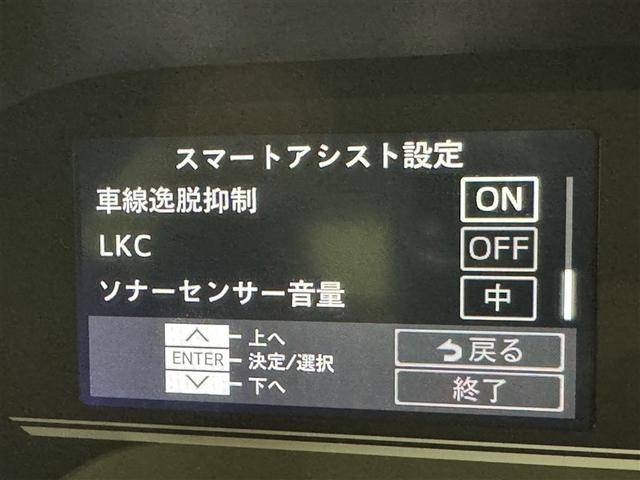 スマートアシスト設定
車線逸脱抑制 ON
LKC OFF
ソナーセンサー音量 中
上へ
ENTER 決定/選択
下へ
戻る
終了